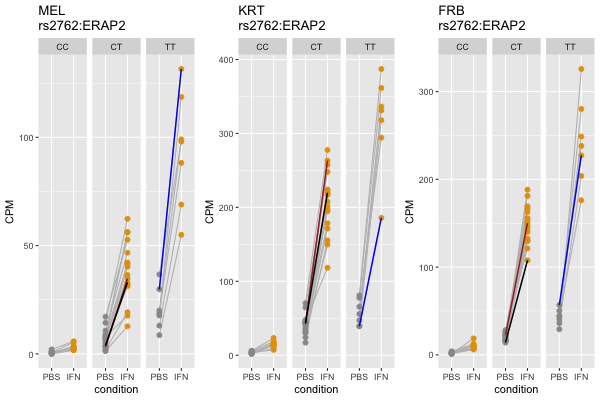 MEL
rs2762:ERAP2
CC CT TT
CPM
100
50
0
PBS IFN PBS IFN PBS IFN
condition
KRT
rs2762:ERAP2
CC CT TT
CPM
400
300
200
100
0
PBS IFN PBS IFN PBS IFN
condition
FRB
rs2762:ERAP2
CC CT TT
CPM
300
200
100
0
PBS IFN PBS IFN PBS IFN
condition